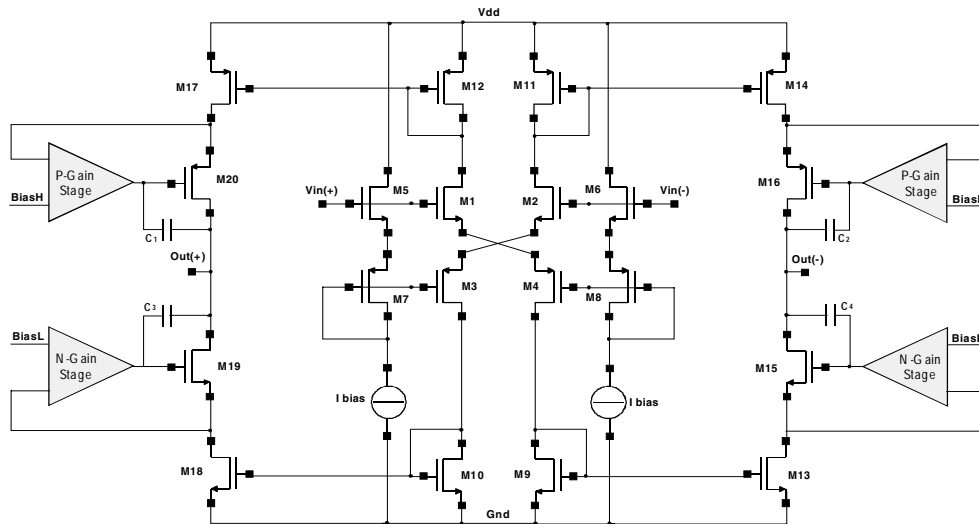 Vdd
M17
M12
M11
M14
P-Gain
Stage
BiasH
M20
C1
Out(+)
Vin(+)
M5
M1
M2
M6
Vin(-)
M16
P-Gain
Stage
C2
Out(-)
M7
M3
M4
M8
C3
BiasL
N-Gain
Stage
M19
I bias
I bias
C4
M15
N-Gain
Stage
M18
M10
M9
M13
Gnd